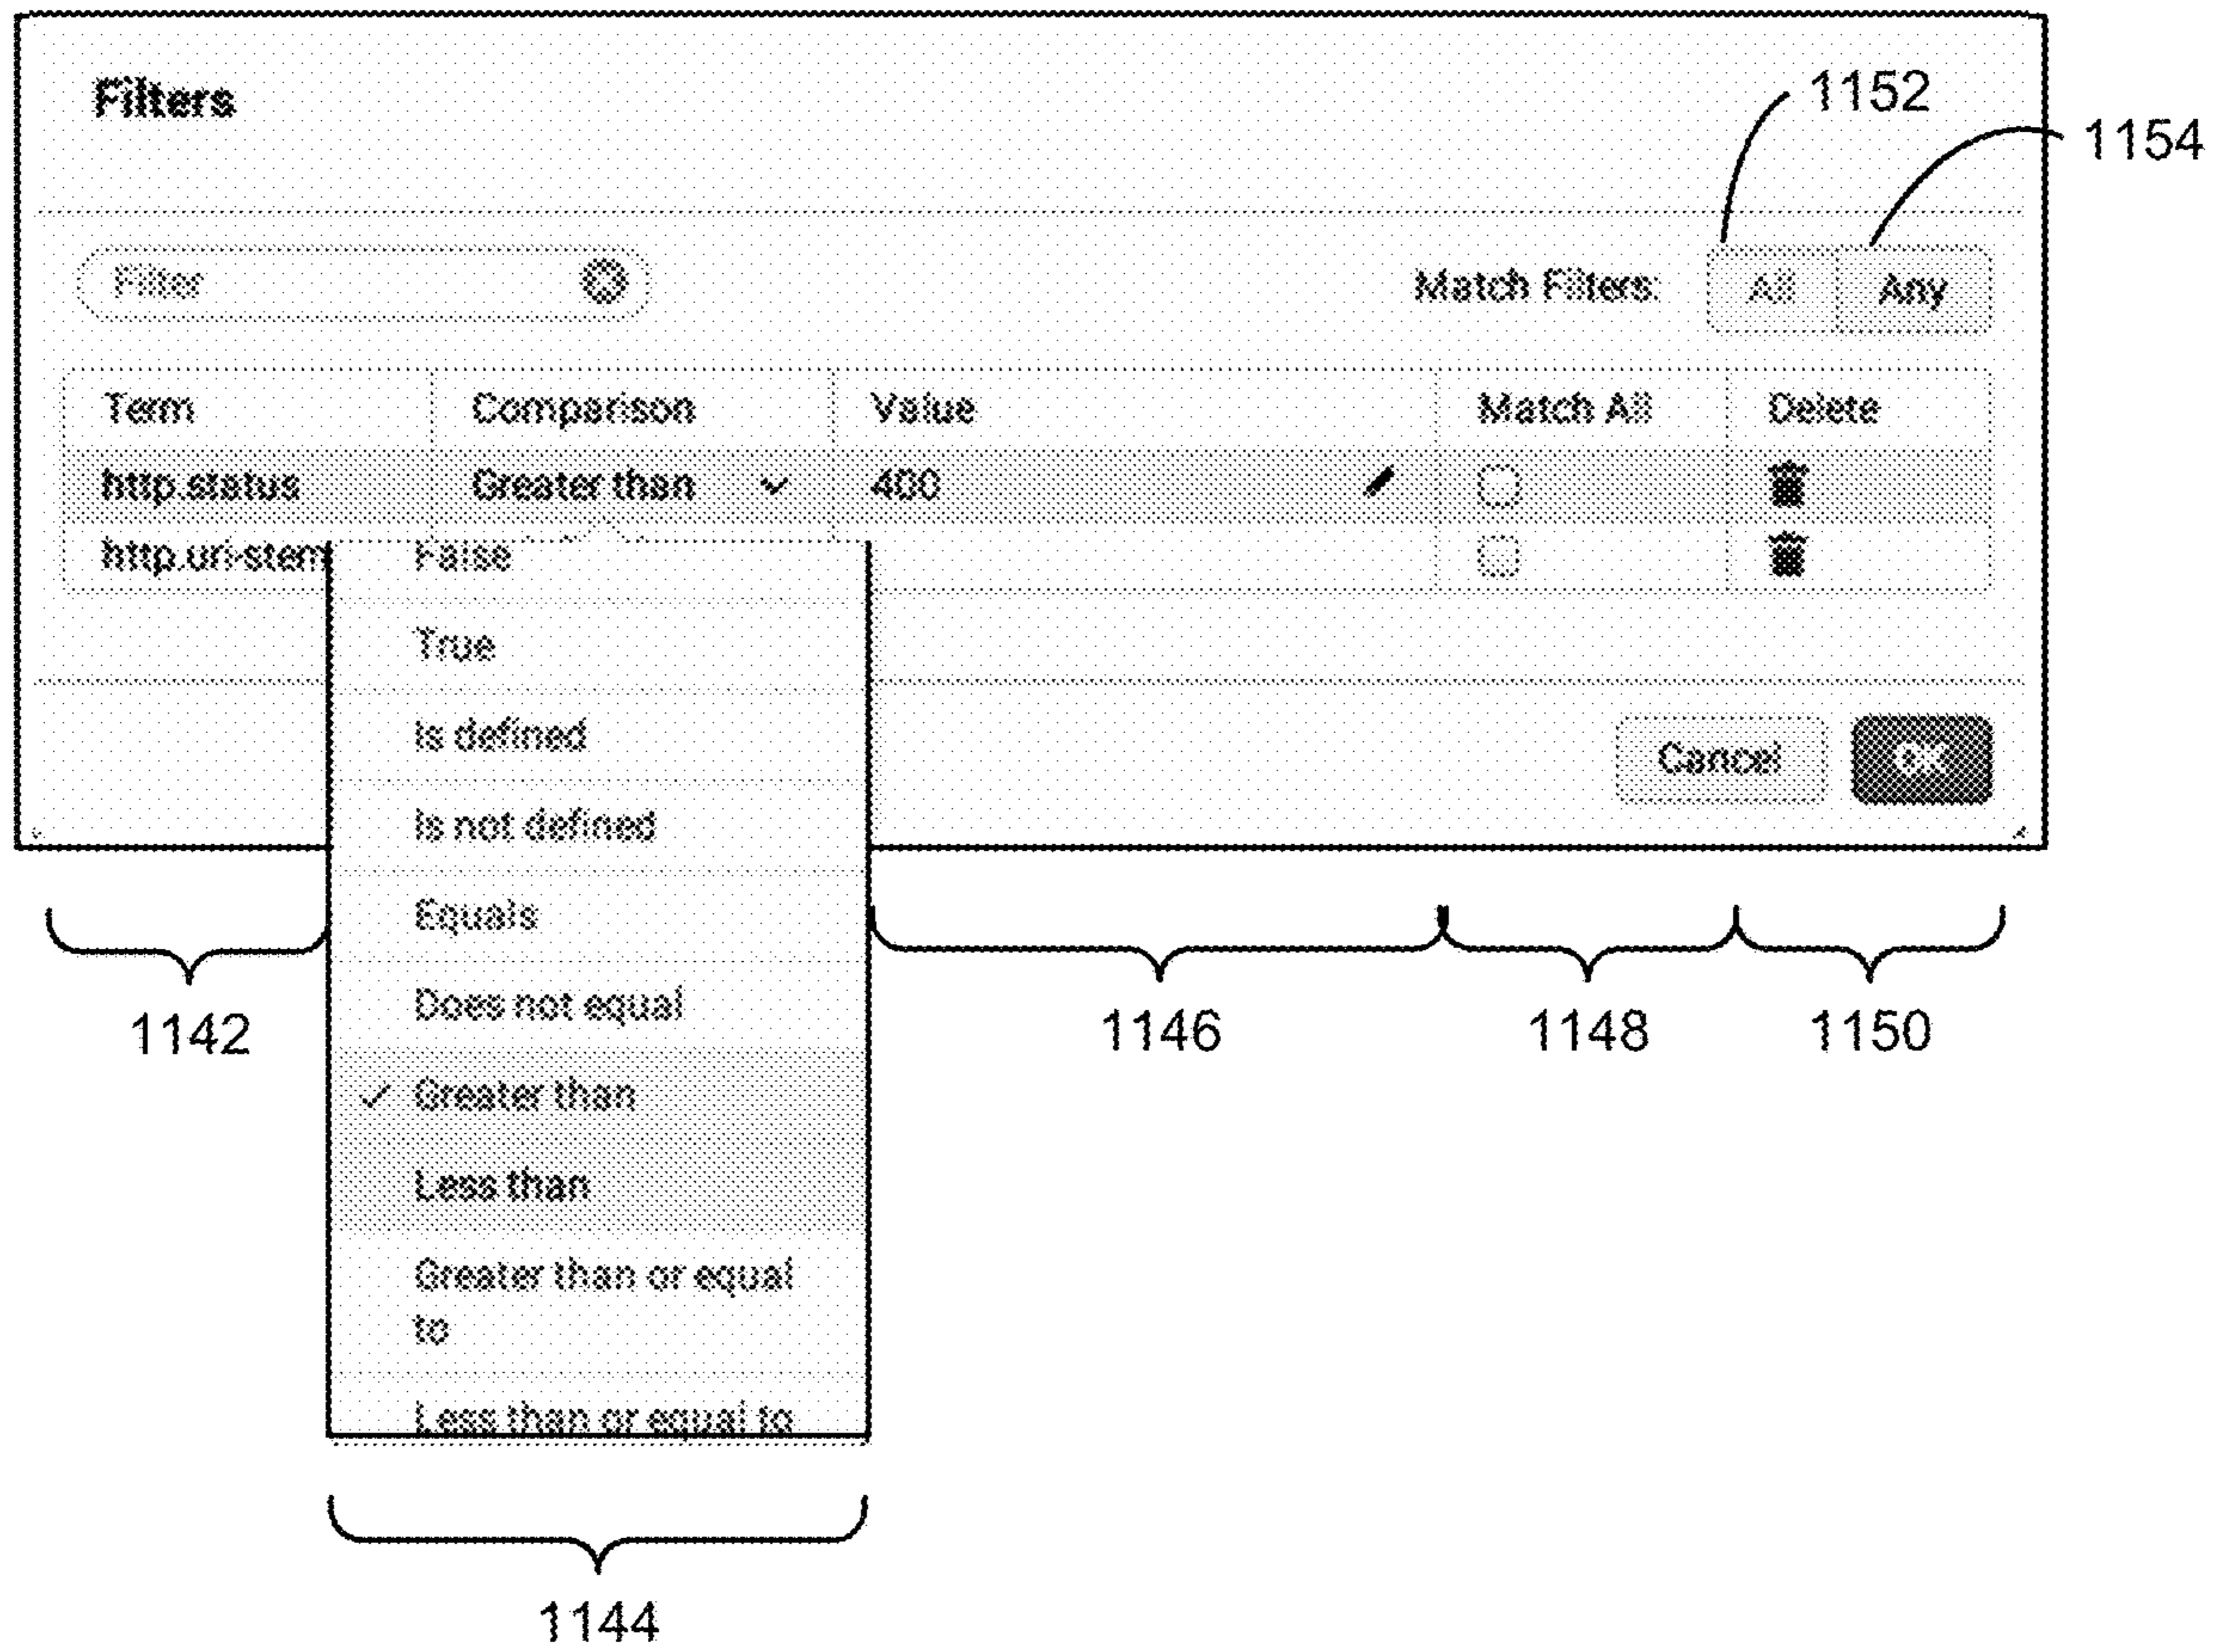 Filters
1152
1154
Filter
Match Filters:
All
Any
Term
Comparison
Value
Match All
Delete
http.status
Greater than
400
http.uri-stem
False
True
Is defined
Is not defined
Equals
Does not equal
Greater than
Less than
Greater than or equal
to
Less than or equal to
Cancel
OK
1142
1146
1148
1150
1144